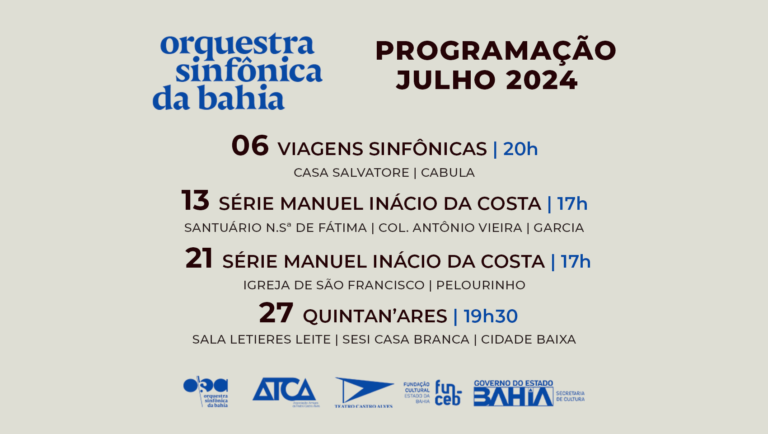 orquestra
sinfônica
da bahia
PROGRAMAÇÃO
JULHO 2024
06 VIAGENS SINFÔNICAS | 20h
CASA SALVATORE | CABULA
13 SÉRIE MANUEL INÁCIO DA COSTA | 17h
SANTUÁRIO N.Sª DE FÁTIMA | COL. ANTÔNIO VIEIRA | GARCIA
21 SÉRIE MANUEL INÁCIO DA COSTA | 17h
IGREJA DE SÃO FRANCISCO | PELOURINHO
27 QUINTAN'ARES | 19h30
SALA LETIERES LEITE | SESI CASA BRANCA | CIDADE BAIXA
orquestra
sinfônica
da bahia
ATCA
TEATRO CASTRO ALVES
FUNDAÇÃO
CULTURAL
ESTADO DA
BAHIA
fun
ceb
GOVERNO DO ESTADO
BAHIA
SECRETARIA
DE CULTURA